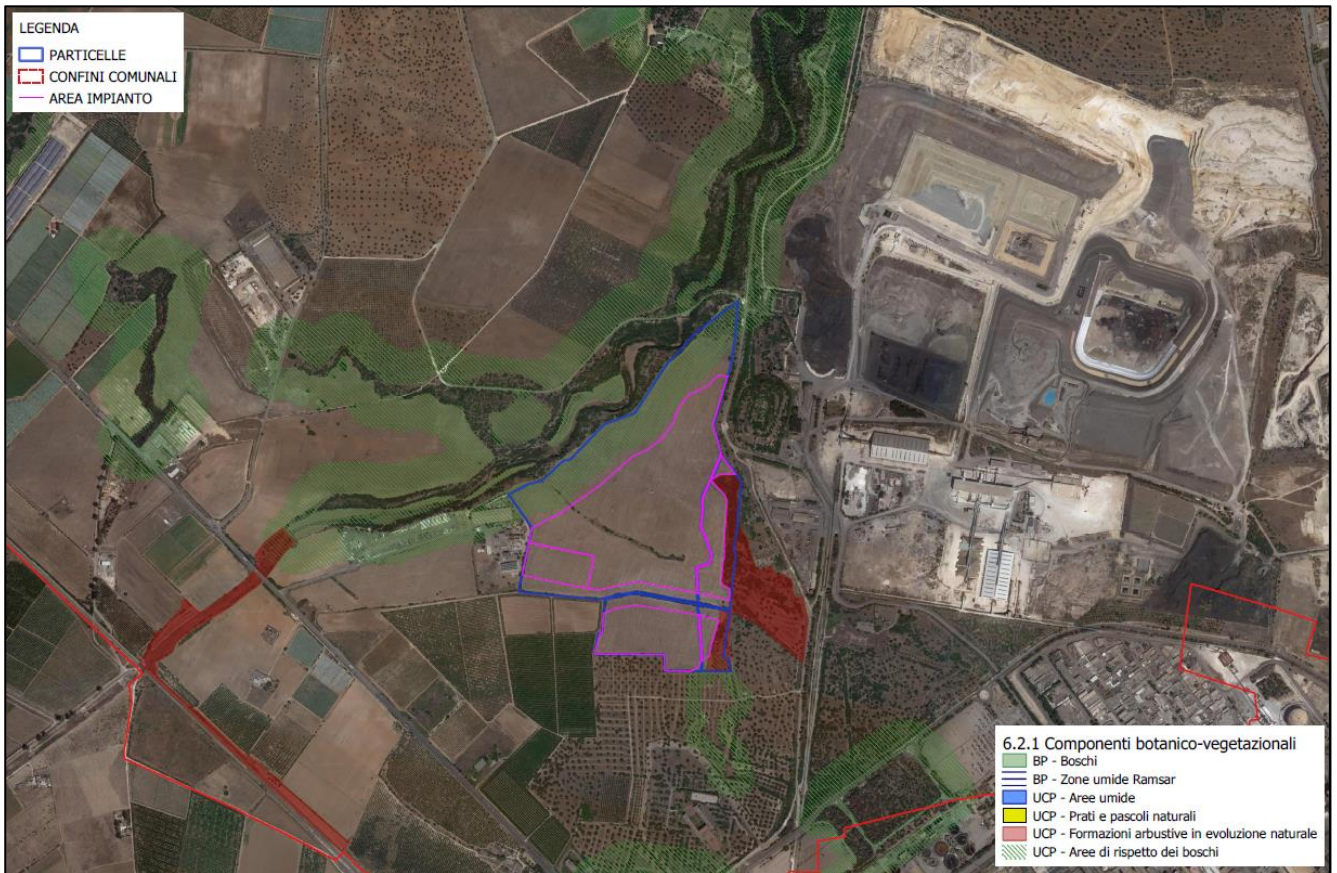 LEGENDA
PARTICELLE
CONFINI COMUNALI
AREA IMPIANTO
6.2.1 Componenti botanico-vegetazionali
BP - Boschi
BP - Zone umide Ramsar
UCP - Aree umide
UCP - Prati e pascoli naturali
UCP - Formazioni arbustive in evoluzione naturale
UCP - Aree di rispetto dei boschi